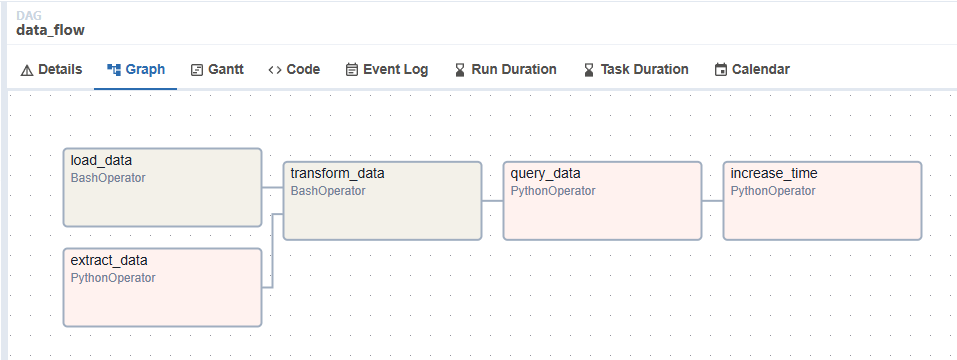 DAG
data_flow
Details
Graph
Gantt
Code
Event Log
Run Duration
Task Duration
Calendar
load_data
BashOperator
transform_data
BashOperator
query_data
PythonOperator
increase_time
PythonOperator
extract_data
PythonOperator